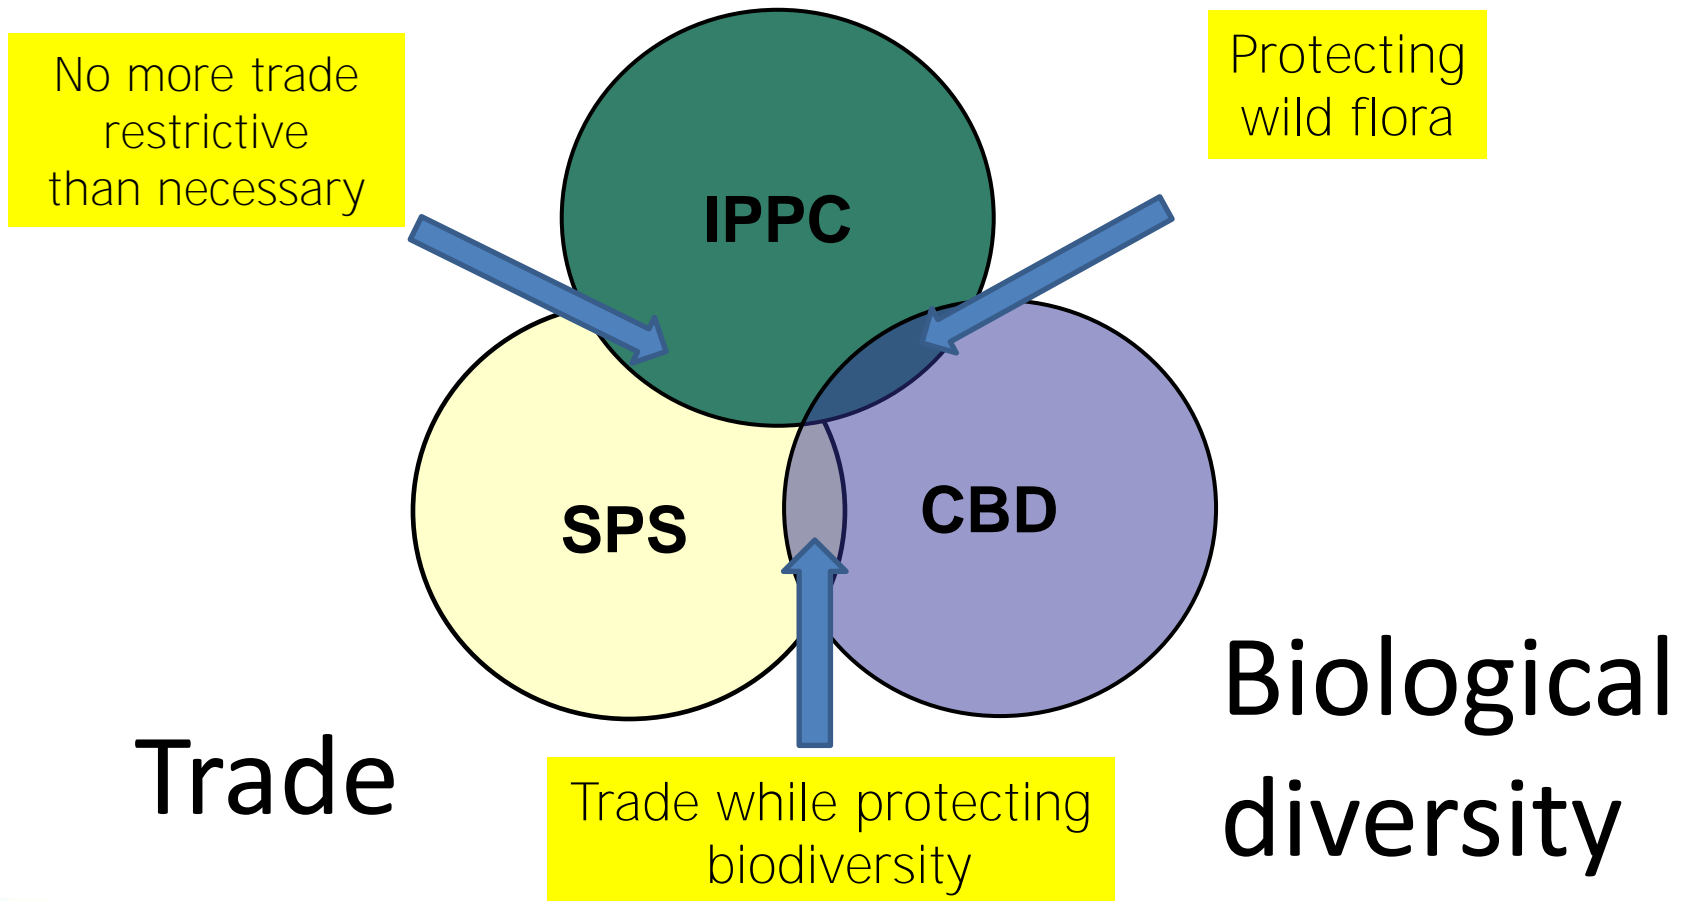 No more trade
restrictive
than necessary
Protecting
wild flora
IPPC
SPS
CBD
Trade
Biological
diversity
Trade while protecting
biodiversity